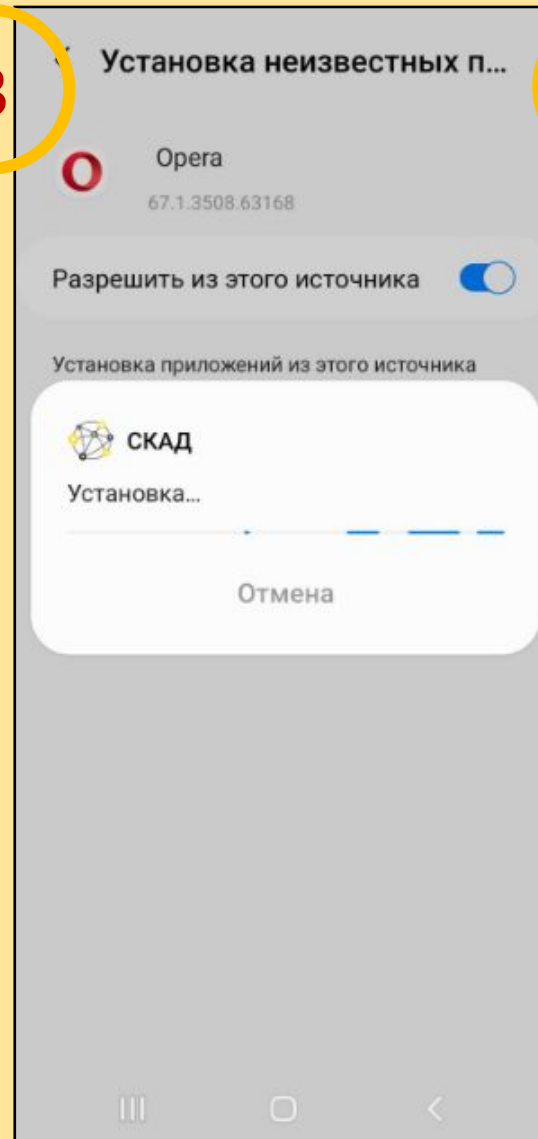 Установка неизвестных п...
Opera
67.1.3508.63168
Разрешить из этого источника
Установка приложений из этого источника
СКАД
Установка...
Отмена